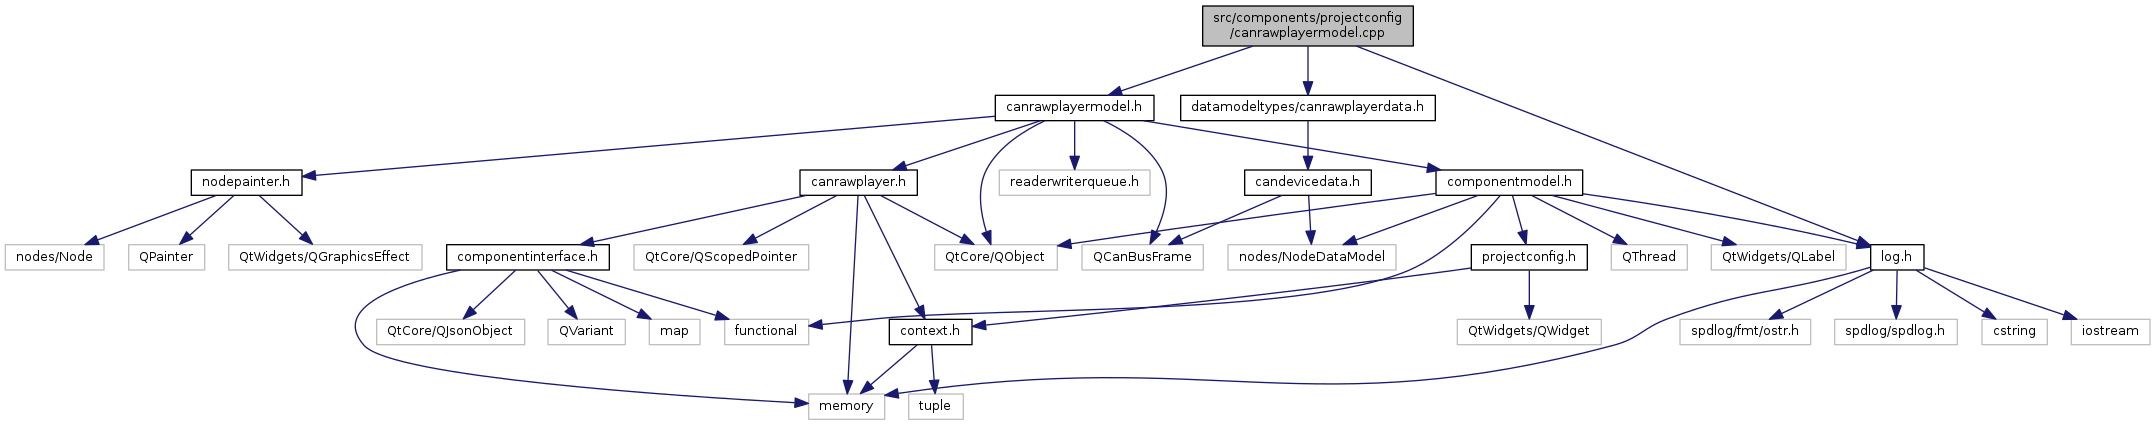 src/components/projectconfig
/canrawplayermodel.cpp
canrawplayermodel.h
datamodeltypes/canrawplayerdata.h
nodepainter.h
canrawplayer.h
readerwriterqueue.h
candevicedata.h
componentmodel.h
nodes/Node
QPainter
QtWidgets/QGraphicsEffect
componentinterface.h
QtCore/QScopedPointer
QtCore/QObject
QCanBusFrame
nodes/NodeDataModel
projectconfig.h
QThread
QtWidgets/QLabel
log.h
QtCore/QJsonObject
QVariant
map
functional
context.h
QtWidgets/QWidget
spdlog/fmt/ostr.h
spdlog/spdlog.h
cstring
iostream
memory
tuple